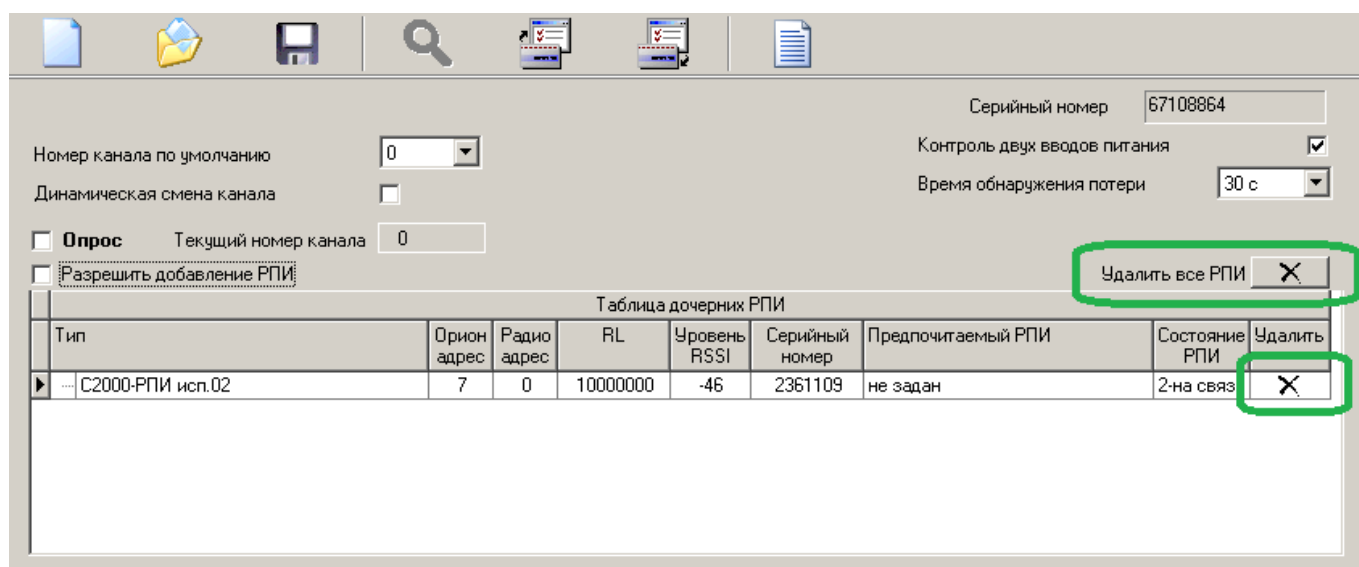 Серийный номер 67108864
Номер канала по умолчанию 0 Контроль двух вводов питания
Динамическая смена канала Время обнаружения потери 30 с
Опрос Текущий номер канала 0
Разрешить добавление РПИ Удалить все РПИ
Таблица дочерних РПИ
Тип Орион адрес Радио адрес RL Уровень RSSI Серийный номер Предпочитаемый РПИ Состояние РПИ Удалить
С2000-РПИ исп.02 7 0 10000000 -46 2361109 не задан 2-на связ